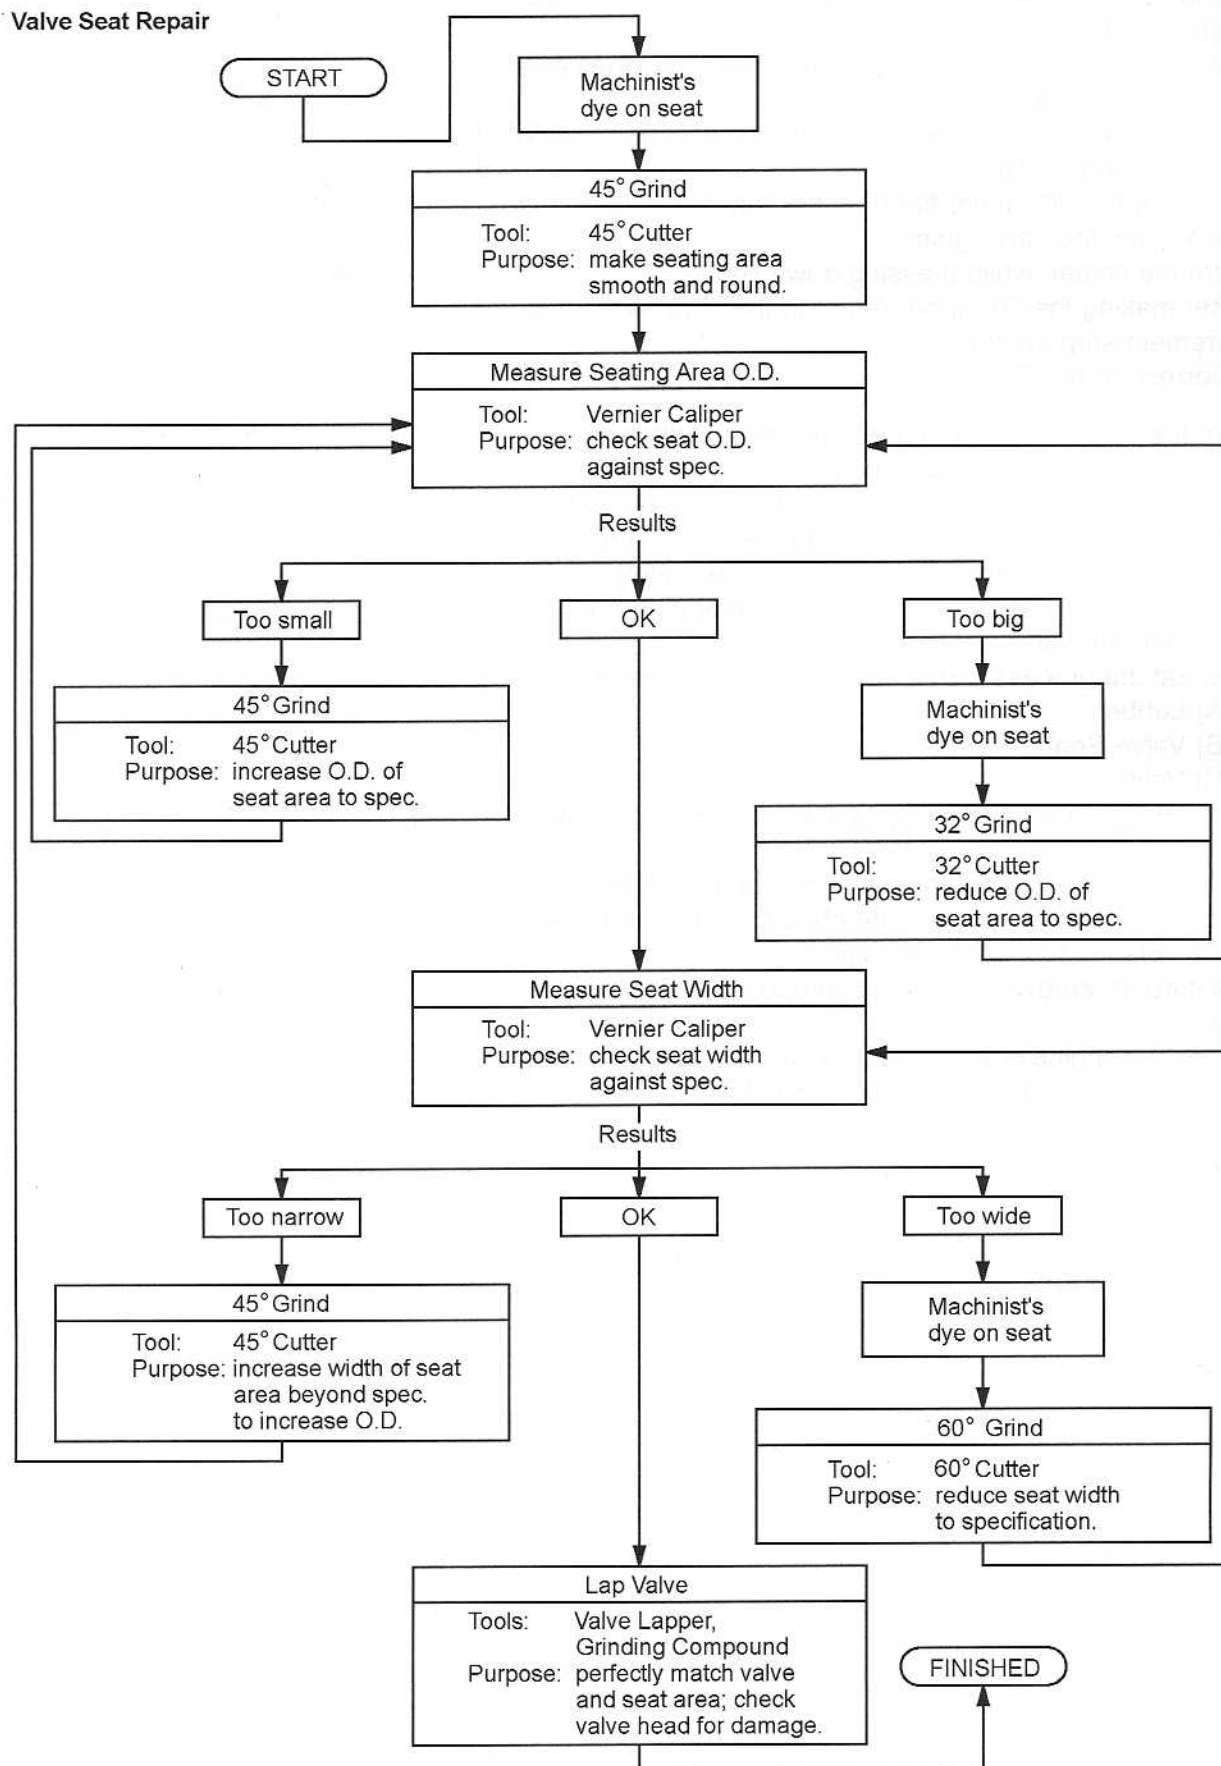 Valve Seat Repair
START
Machinist's
dye on seat
45° Grind
Tool: 45° Cutter
Purpose: make seating area
smooth and round.
Measure Seating Area O.D.
Tool: Vernier Caliper
Purpose: check seat O.D.
against spec.
Results
Too small
OK
Too big
45° Grind
Tool: 45° Cutter
Purpose: increase O.D. of
seat area to spec.
Machinist's
dye on seat
32° Grind
Tool: 32° Cutter
Purpose: reduce O.D. of
seat area to spec.
Measure Seat Width
Tool: Vernier Caliper
Purpose: check seat width
against spec.
Results
Too narrow
OK
Too wide
45° Grind
Tool: 45° Cutter
Purpose: increase width of seat
area beyond spec.
to increase O.D.
Machinist's
dye on seat
60° Grind
Tool: 60° Cutter
Purpose: reduce seat width
to specification.
Lap Valve
Tools: Valve Lapper,
Grinding Compound
Purpose: perfectly match valve
and seat area; check
valve head for damage.
FINISHED